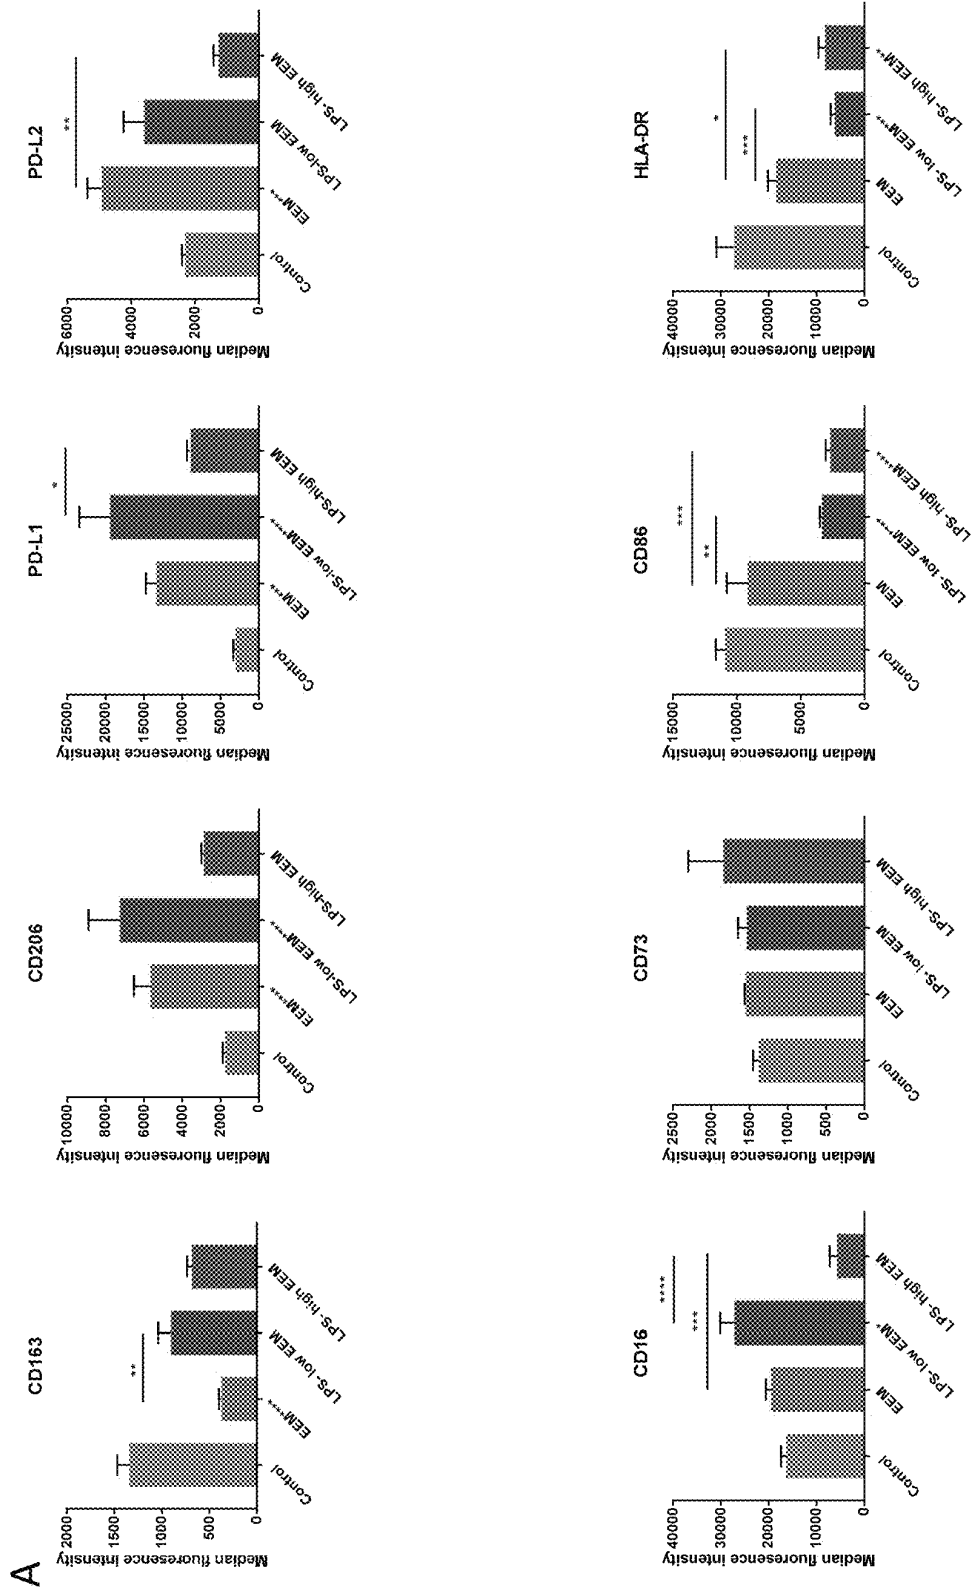 A
CD163
**
Median fluoresence intensity
2000
1500
1000
500
0
Control
EEM****
LPS- low EEM
LPS- high EEM
CD206
Median fluoresence intensity
10000
8000
6000
4000
2000
0
Control
EEM****
LPS-low EEM****
LPS-high EEM
PD-L1
*
Median fluoresence intensity
25000
20000
15000
10000
5000
0
Control
EEM***
LPS-low EEM****
LPS-high EEM
PD-L2
**
Median fluoresence intensity
6000
4000
2000
0
Control
EEM***
LPS-low EEM
LPS- high EEM
CD16
****
***
Median fluoresence intensity
40000
30000
20000
10000
0
Control
EEM
LPS- low EEM*
LPS- high EEM
CD73
Median fluoresence intensity
2500
2000
1500
1000
500
0
Control
EEM
LPS- low EEM
LPS- high EEM
CD86
***
**
Median fluoresence intensity
15000
10000
5000
0
Control
EEM
LPS- low EEM***
LPS- high EEM****
HLA-DR
*
***
Median fluoresence intensity
40000
30000
20000
10000
0
Control
EEM
LPS- low EEM***
LPS- high EEM**